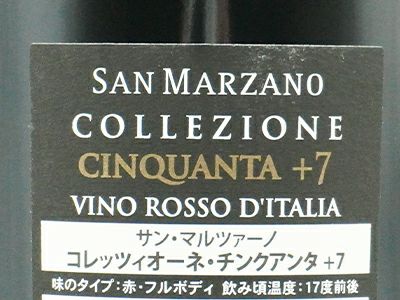 SAN MARZANO
COLLEZIONE
CINQUANTA +7
VINO ROSSO D'ITALIA
サン・マルツァーノ
コレッツィオーネ・チンクアンタ +7
味のタイプ:赤・フルボディ 飲み頃温度:17度前後